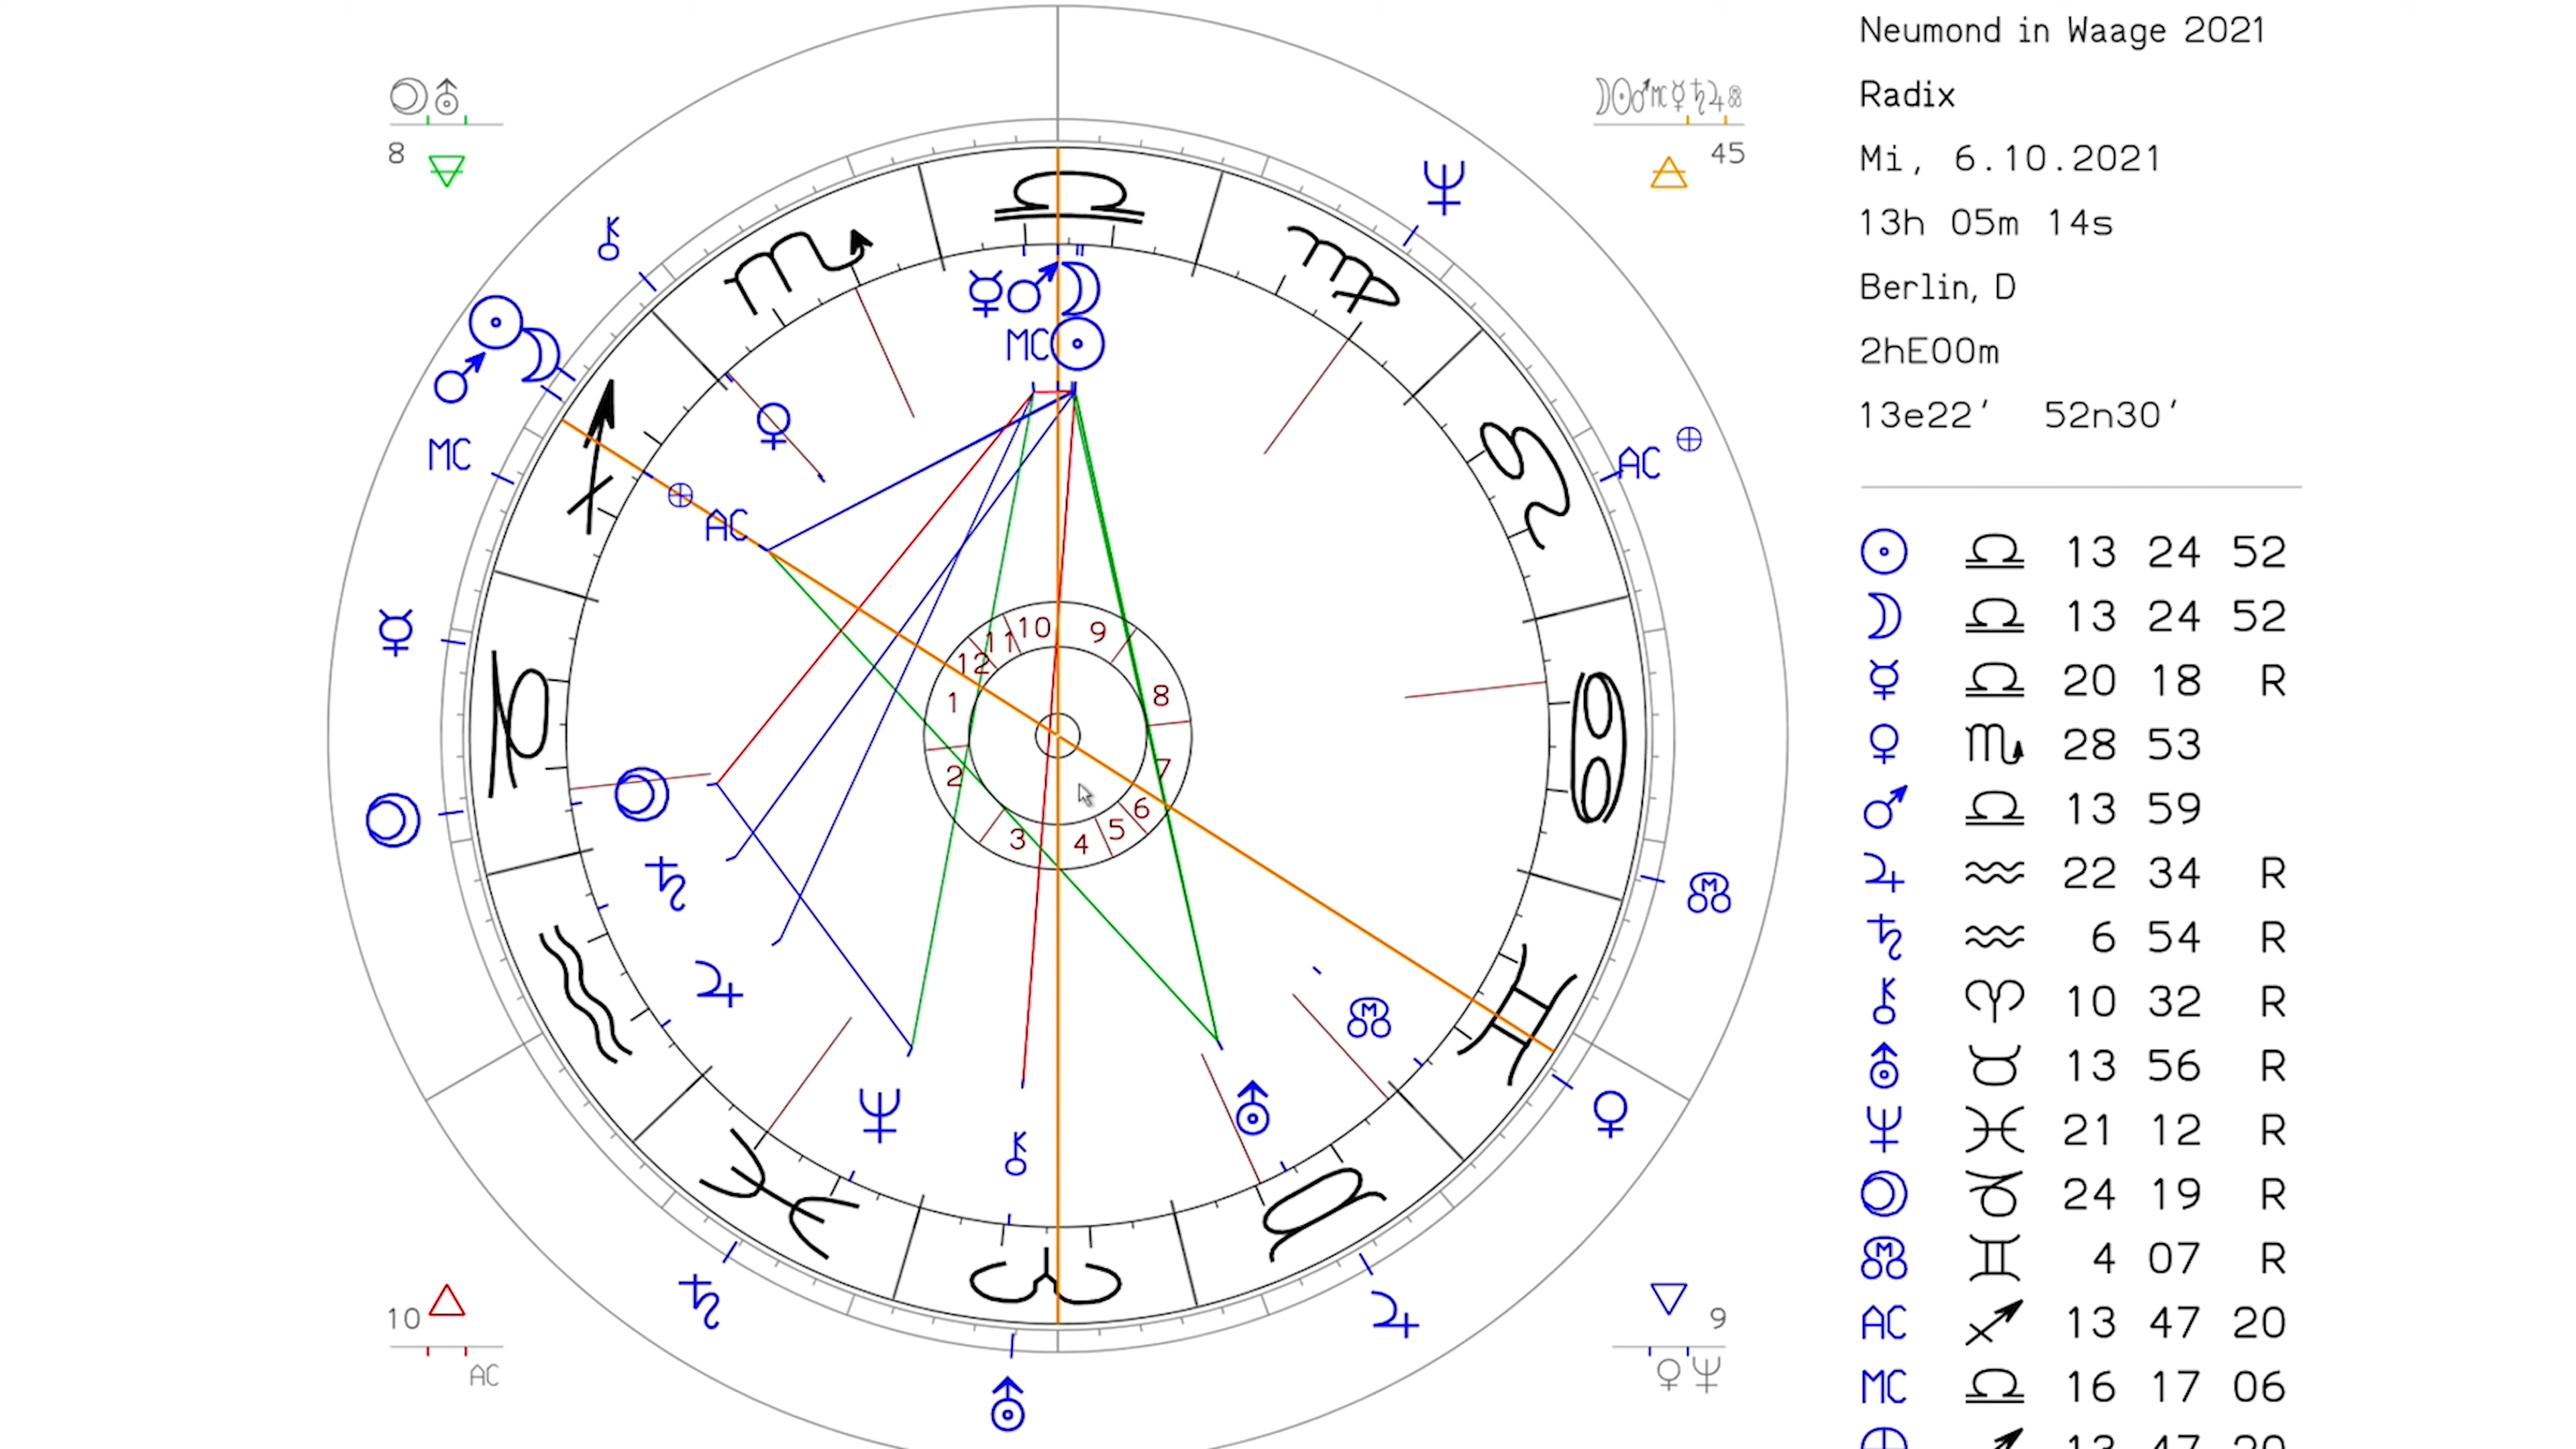 Neumond in Waage 2021
Radix
Mi, 6.10.2021
13h 05m 14s
Berlin, D
2hE00m
13e22’ 52n30’
☉ ♎ 13 24 52
☽ ♎ 13 24 52
☿ ♎ 20 18 R
♀ ♏ 28 53
♂ ♎ 13 59
♃ ♒ 22 34 R
♄ ♒ 6 54 R
⚷ ♈ 10 32 R
⛢ ♉ 13 56 R
♆ ♓ 21 12 R
♑ 24 19 R
☊ ♊ 4 07 R
AC ♐ 13 47 20
MC ♎ 16 17 06
8
MC
45
MC
MC
AC
AC
10
9
11
12
8
1
7
2
6
5
3
4
10
AC
9